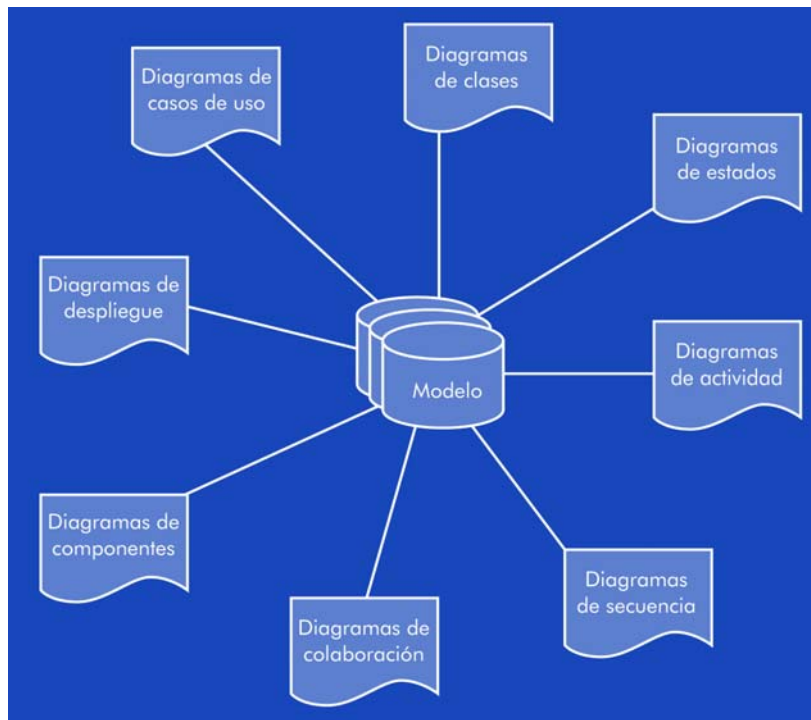 Diagramas de
casos de uso
Diagramas
de clases
Diagramas
de estados
Diagramas de
despliegue
Diagramas
de actividad
Modelo
Diagramas de
componentes
Diagramas
de secuencia
Diagramas de
colaboración